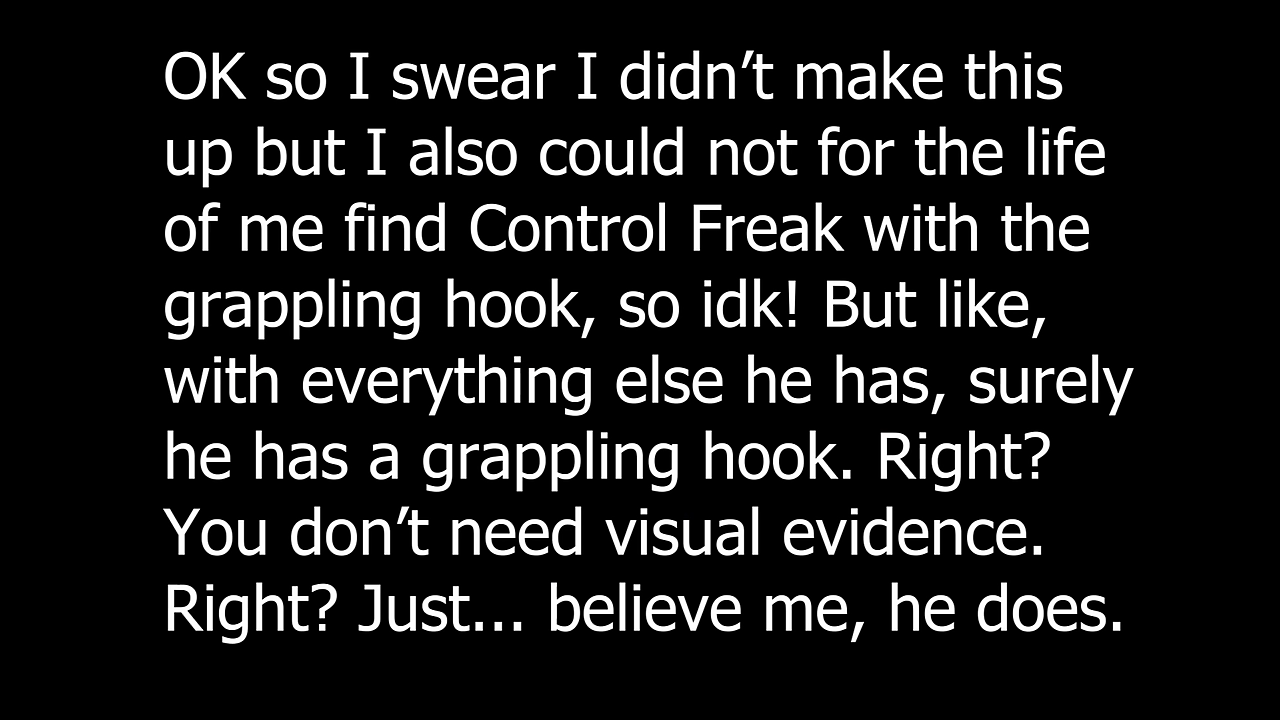 OK so I swear I didn’t make this
up but I also could not for the life
of me find Control Freak with the
grappling hook, so idk! But like,
with everything else he has, surely
he has a grappling hook. Right?
You don’t need visual evidence.
Right? Just... believe me, he does.